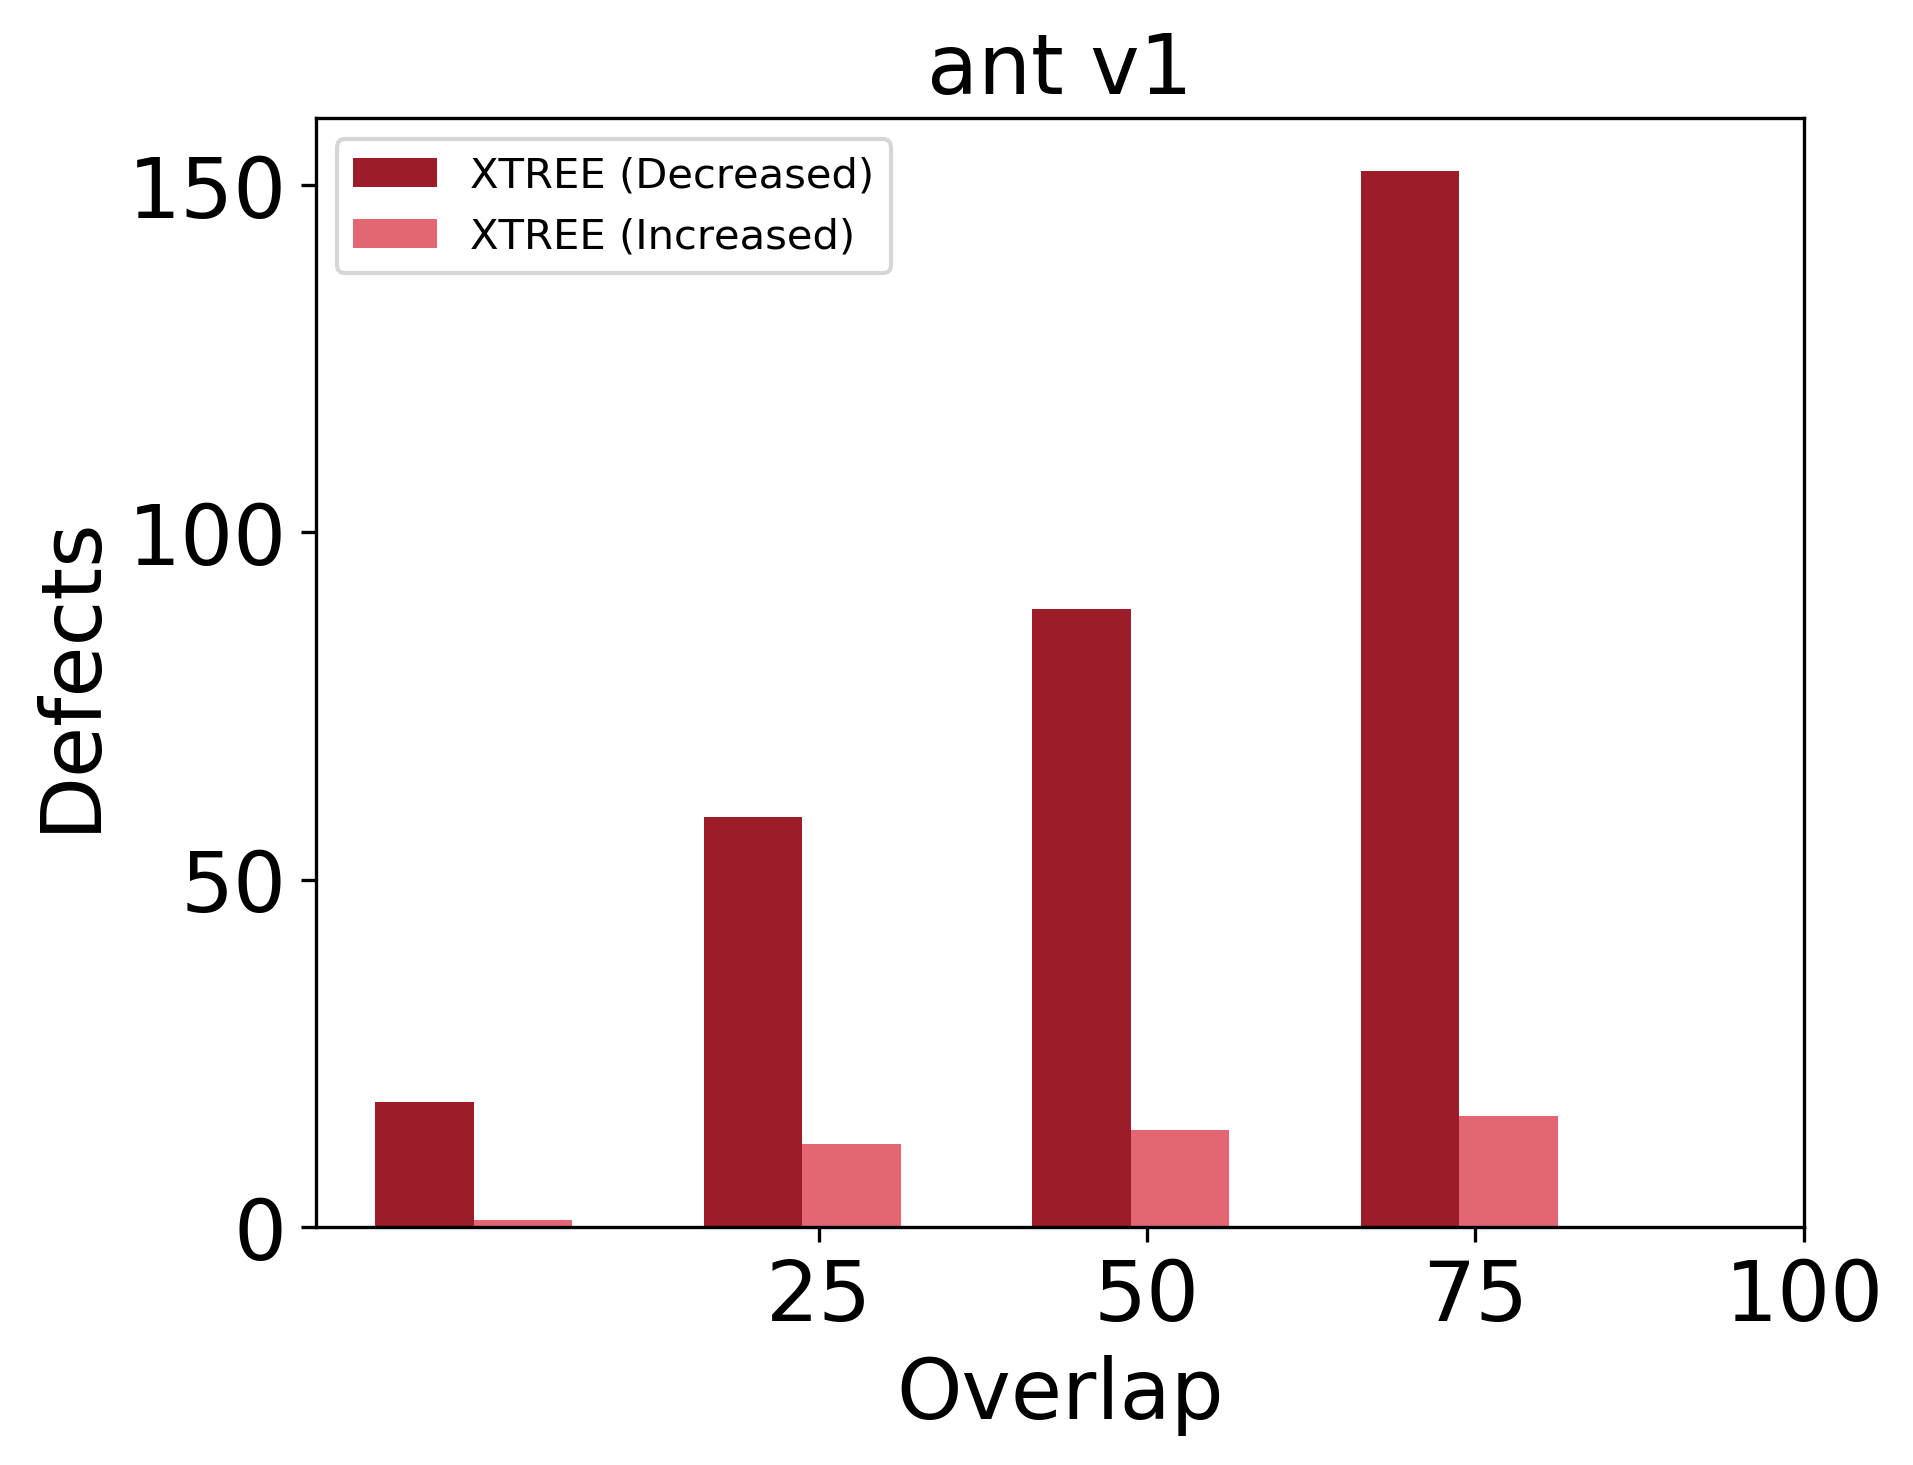 ant v1
XTREE (Decreased)
XTREE (Increased)
150
100
50
0
Defects
25 50 75 100
Overlap